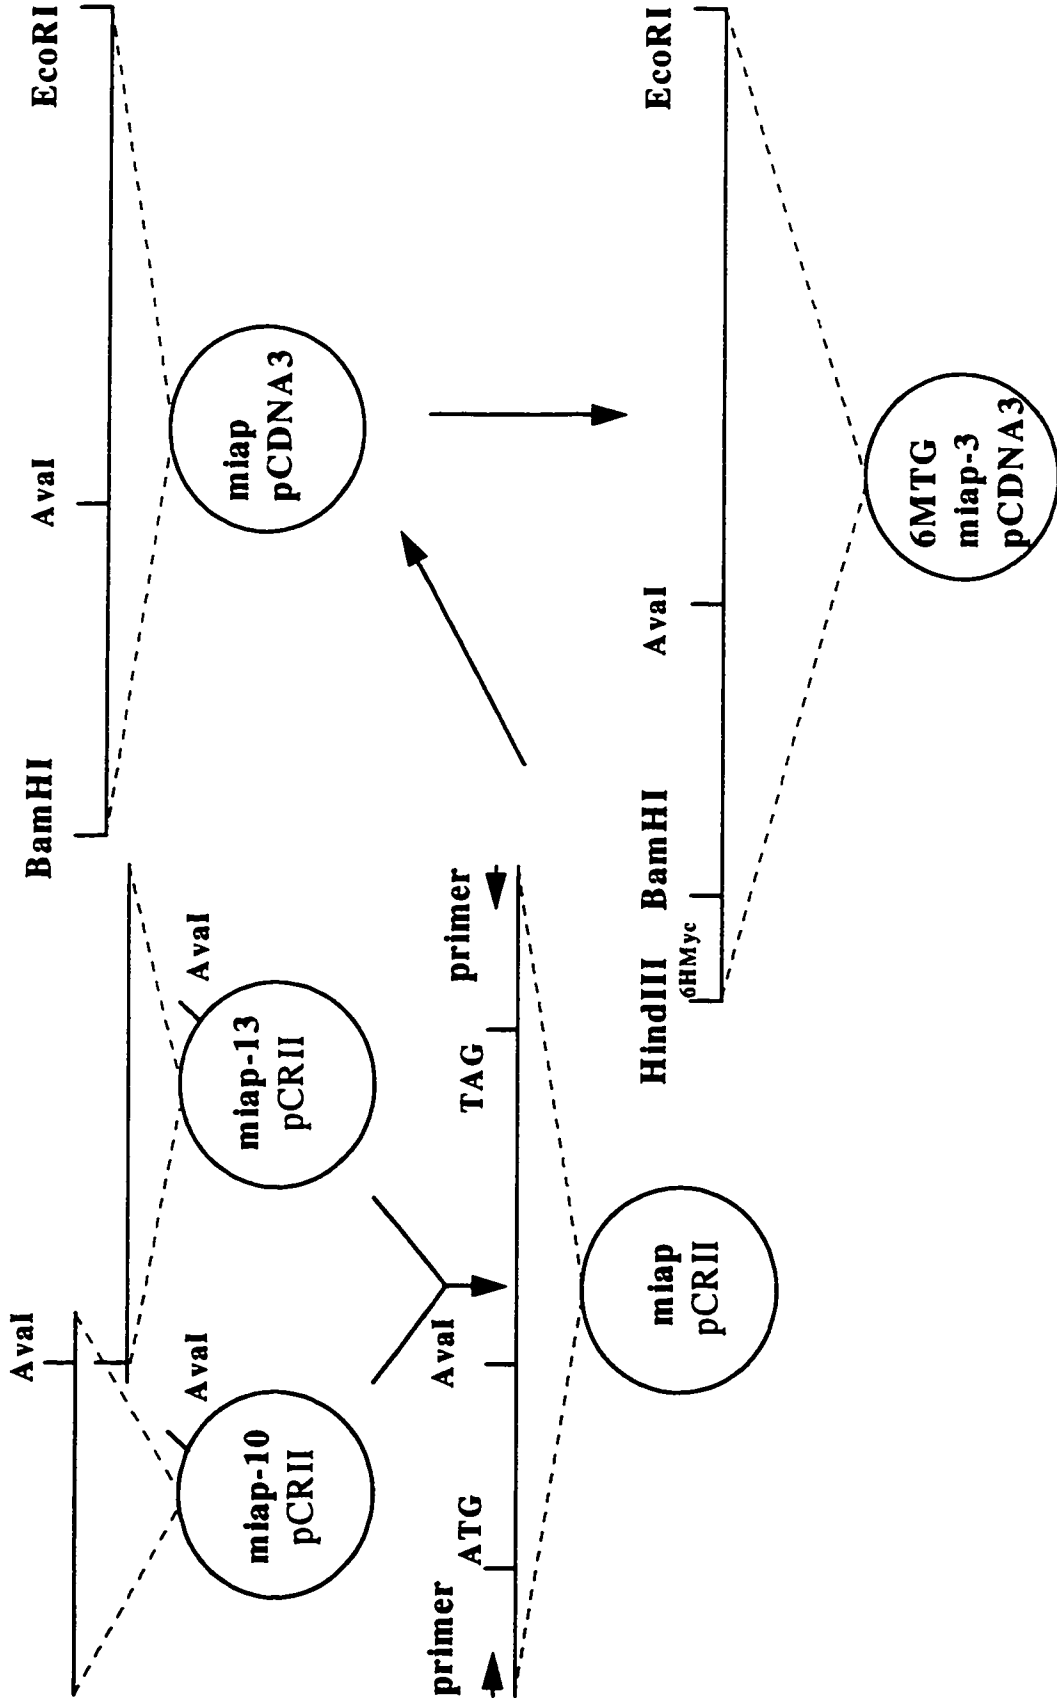 AvaI
AvaI
miap-10
pCRII
AvaI
miap-13
pCRII
primer
ATG
AvaI
TAG
primer
miap
pCRII
BamHI
AvaI
EcoRI
miap
pCDNA3
HindIII
6HMyc
BamHI
AvaI
EcoRI
6MTG
miap-3
pCDNA3